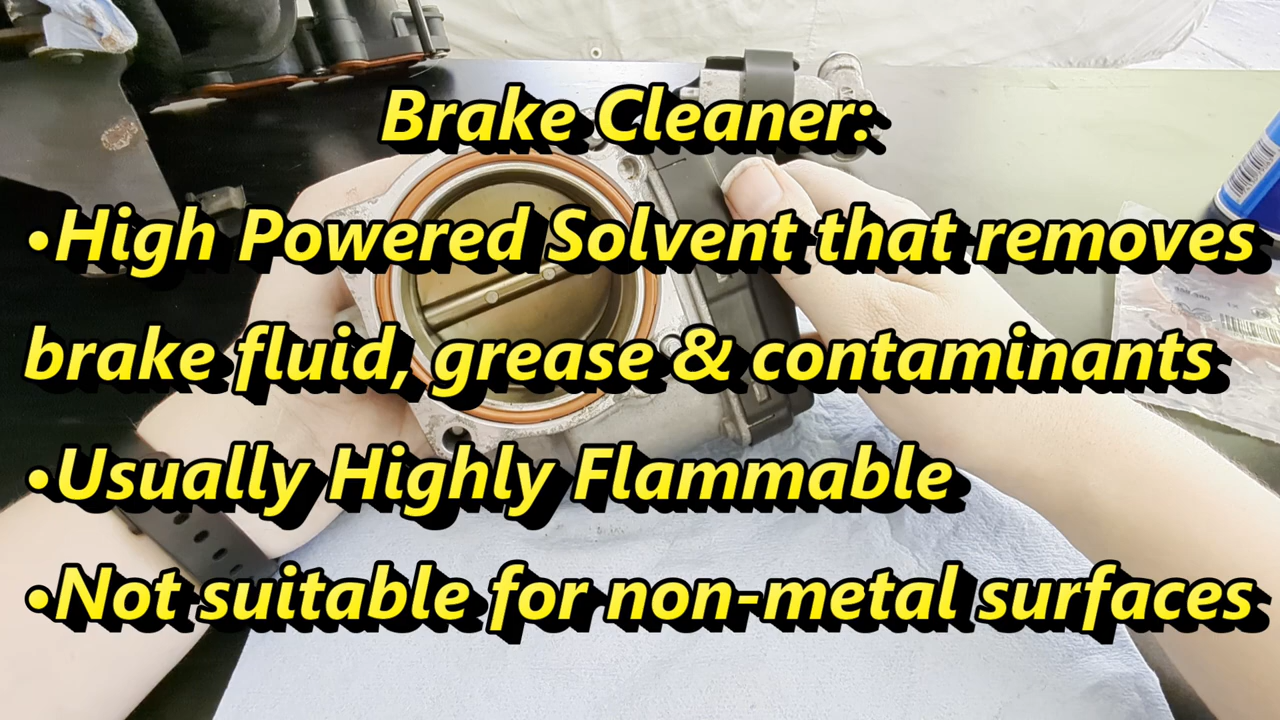 Brake Cleaner:
•High Powered Solvent that removes
brake fluid, grease & contaminants
•Usually Highly Flammable
•Not suitable for non-metal surfaces